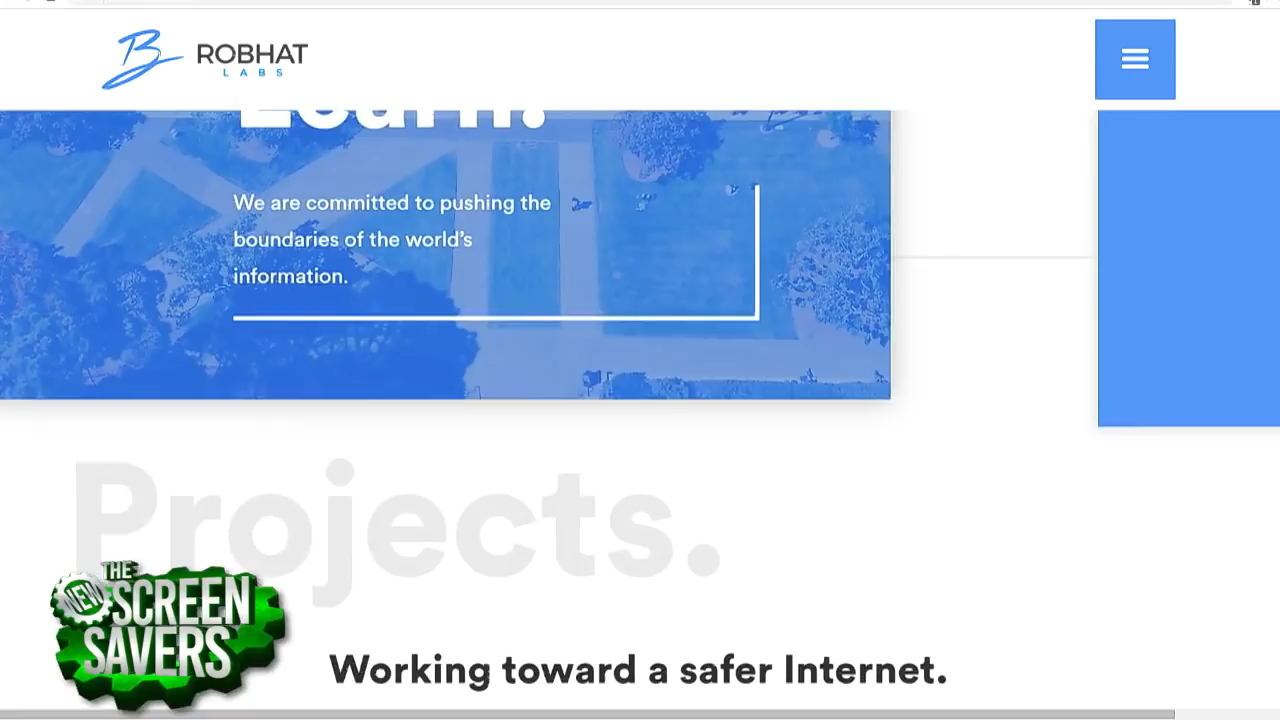 ROBHAT
LABS
Learn.
We are committed to pushing the
boundaries of the world's
information.
Projects.
THE
NEW
SCREEN
SAVERS
Working toward a safer Internet.